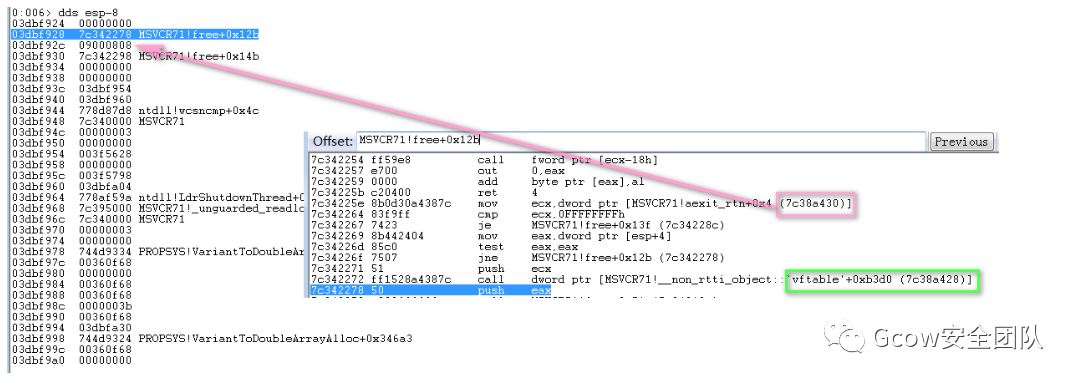 0:006> dds esp-8
03dbf924 00000000
03dbf928 7c342278 MSVCR71!free+0x12b
03dbf92c 09000808
03dbf930 7c342298 MSVCR71!free+0x14b
03dbf934 00000000
03dbf938 00000000
03dbf93c 03dbf954
03dbf940 03dbf960
03dbf944 778d87d8 ntdll!wcsncmp+0x4c
03dbf948 7c340000 MSVCR71
03dbf94c 00000003
03dbf950 00000000
03dbf954 003f5628
03dbf958 00000000
03dbf95c 003f5798
03dbf960 03dbfa04
03dbf964 778af59a ntdll!LdrShutdownThread+0
03dbf968 7c395000 MSVCR71!_unguarded_readlc
03dbf96c 7c340000 MSVCR71
03dbf970 00000003
03dbf974 00000000
03dbf978 744d9334 PROPSYS!VariantToDoubleArra
03dbf97c 00360f68
03dbf980 00000000
03dbf984 00360f68
03dbf988 00360f68
03dbf98c 0000003b
03dbf990 00360f68
03dbf994 03dbfa30
03dbf998 744d9324 PROPSYS!VariantToDoubleArrayAlloc+0x346a3
03dbf99c 00360f68
03dbf9a0 00000000
Offset: MSVCR71!free+0x12b Previous
7c342254 ff59e8 call fword ptr [ecx-18h]
7c342257 e700 out 0,eax
7c342259 0000 add byte ptr [eax],al
7c34225b c20400 ret 4
7c34225e 8b0d30a4387c mov ecx,dword ptr [MSVCR71!aexit_rtn+0x4 (7c38a430)]
7c342264 83f9ff cmp ecx,0FFFFFFFFh
7c342267 7423 je MSVCR71!free+0x13f (7c34228c)
7c342269 8b442404 mov eax,dword ptr [esp+4]
7c34226d 85c0 test eax,eax
7c34226f 7507 jne MSVCR71!free+0x12b (7c342278)
7c342271 51 push ecx
7c342272 ff1528a4387c call dword ptr [MSVCR71!__non_rtti_object::`vftable'+0xb3d0 (7c38a428)]
7c342278 50 push eax
Gcow安全团队